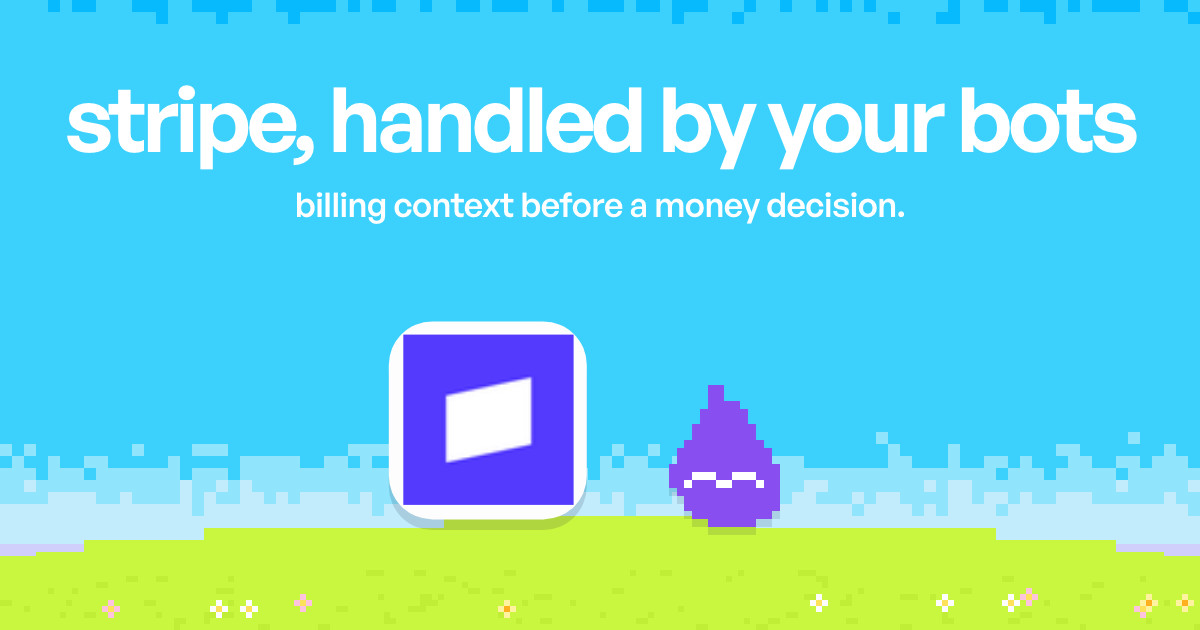 stripe, handled by your bots
billing context before a money decision.